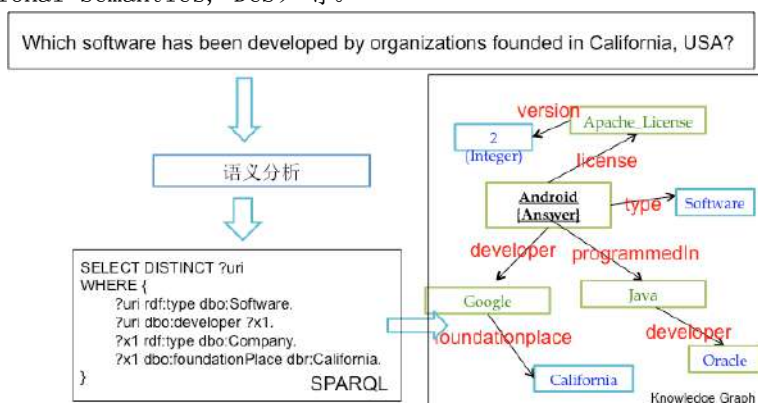 Which software has been developed by organizations founded in California, USA?
语义分析
SELECT DISTINCT ?uri
WHERE {
?uri rdf:type dbo:Software.
?uri dbo:developer ?x1.
?x1 rdf:type dbo:Company.
?x1 dbo:foundationPlace dbr:California.
}
SPARQL
version
Apache_License
2
(Integer)
license
Android
[Answer]
type
Software
developer
programmedIn
Google
Java
foundationplace
developer
California
Oracle
Knowledge Graph